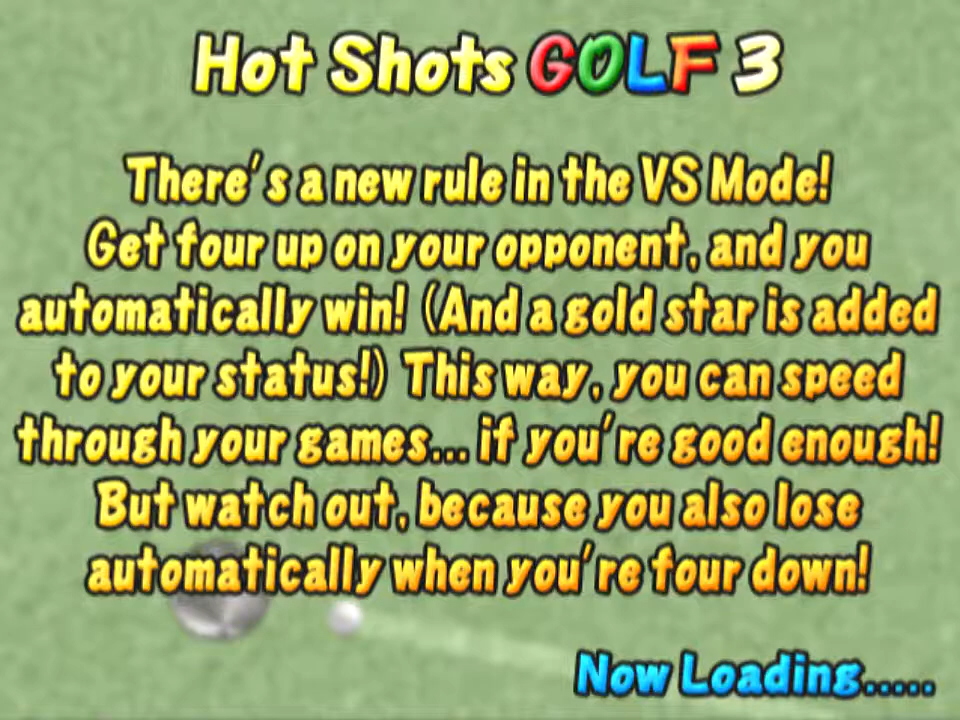 Hot Shots GOLF 3
There's a new rule in the VS Mode!
Get four up on your opponent, and you
automatically win! (And a gold star is added
to your status!) This way, you can speed
through your games... if you're good enough!
But watch out, because you also lose
automatically when you're four down!
Now Loading.....